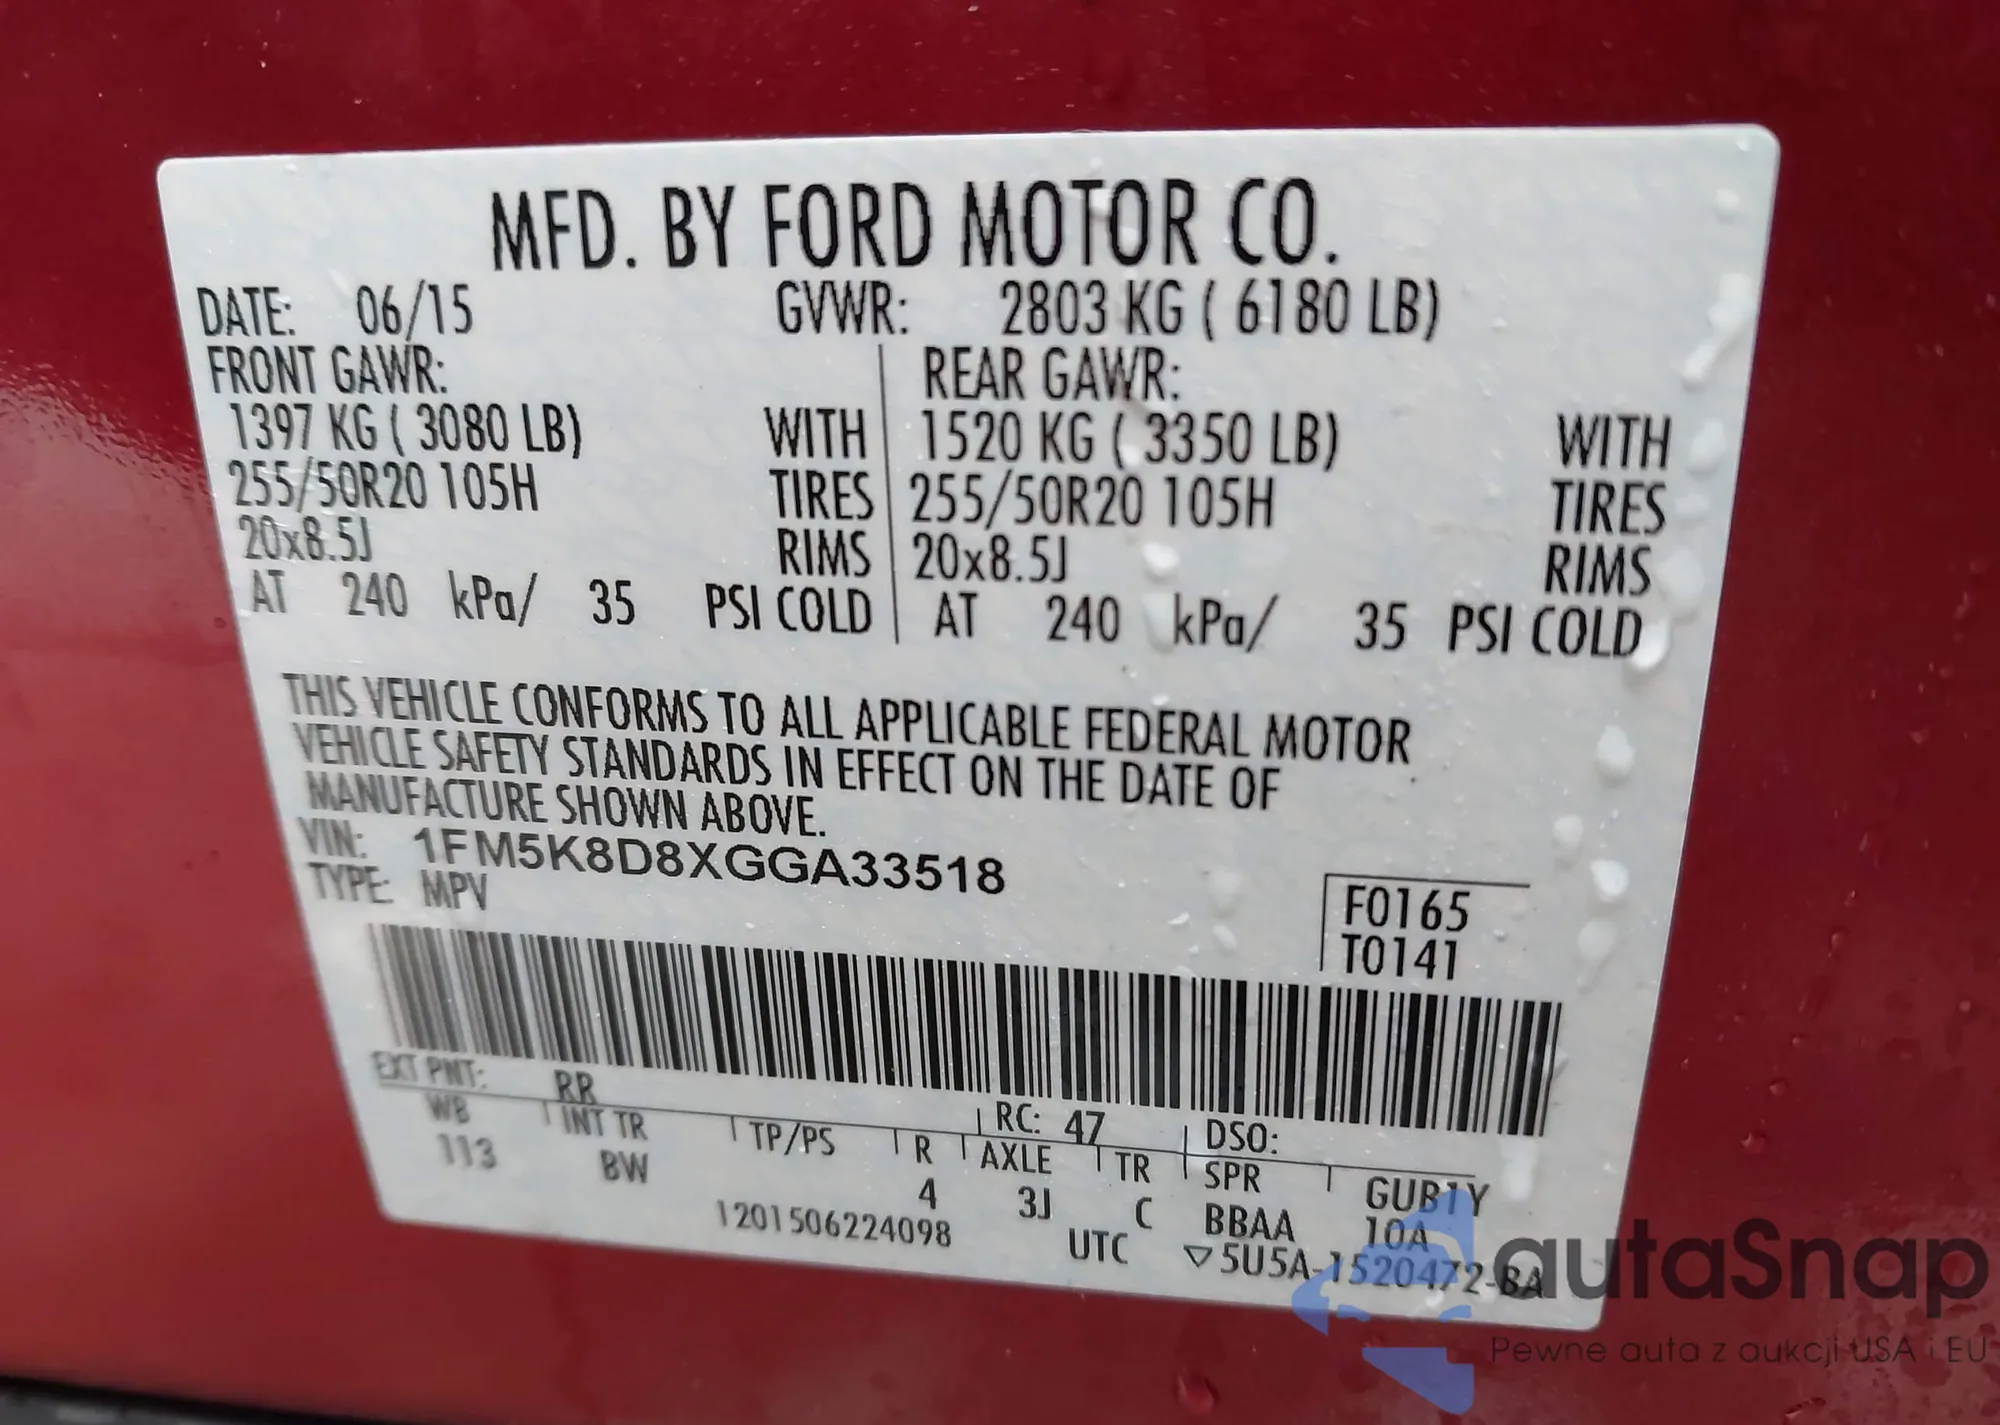 MFD. BY FORD MOTOR CO.
DATE: 06/15 GVWR: 2803 KG ( 6180 LB)
FRONT GAWR: REAR GAWR:
1397 KG ( 3080 LB) WITH 1520 KG ( 3350 LB) WITH
255/50R20 105H TIRES 255/50R20 105H TIRES
20x8.5J RIMS 20x8.5J RIMS
AT 240 kPa/ 35 PSI COLD AT 240 kPa/ 35 PSI COLD
THIS VEHICLE CONFORMS TO ALL APPLICABLE FEDERAL MOTOR
VEHICLE SAFETY STANDARDS IN EFFECT ON THE DATE OF
MANUFACTURE SHOWN ABOVE.
VIN: 1FM5K8D8XGGA33518
TYPE: MPV
F0165
T0141
EXT PNT: RR RC: 47 DSO:
WB INT TR TP/PS R AXLE TR SPR GUB1Y
113 BW 4 3J C BBAA 10A
1201506224098 UTC ▽5U5A-1520472-BA
autaSnap
Pewne auta z aukcji USA i EU